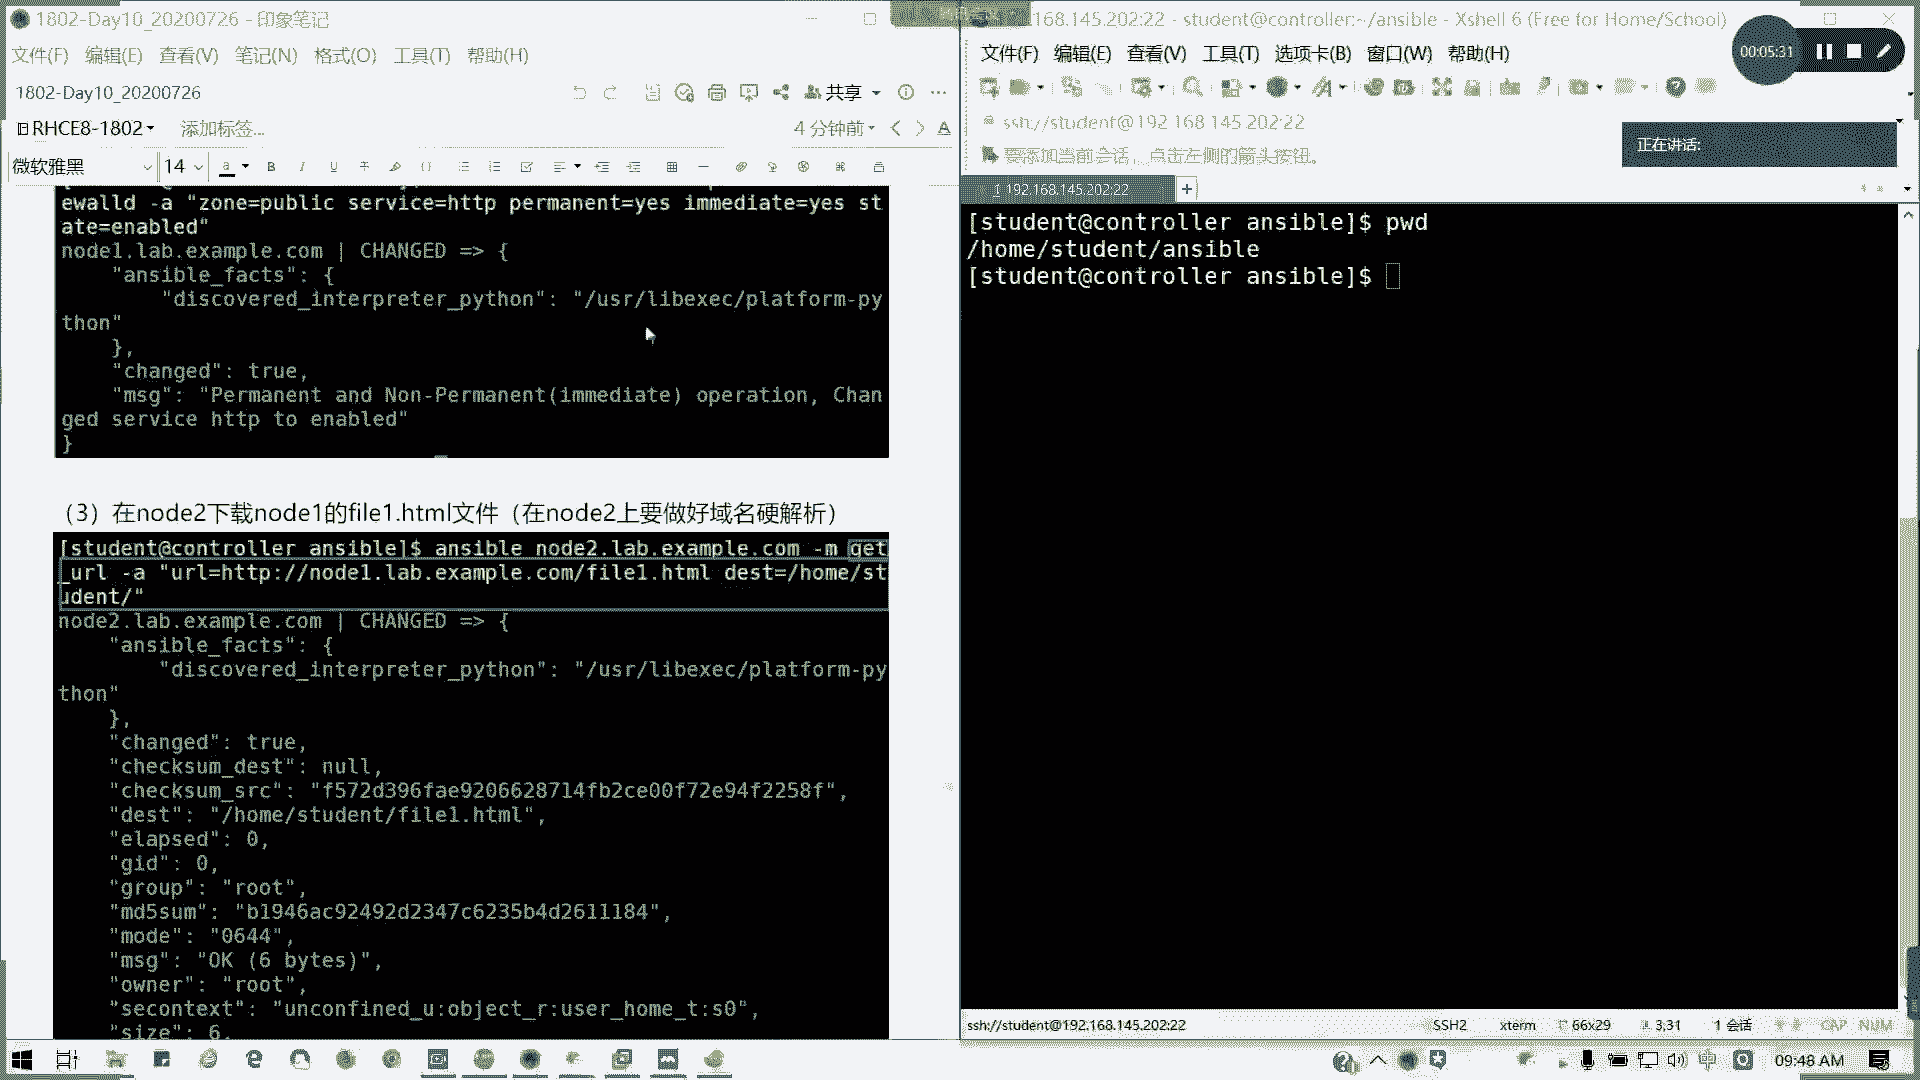 1802-Day10_20200726 - 印象笔记
文件(F) 编辑(E) 查看(V) 笔记(N) 格式(O) 工具(T) 帮助(H)
1802-Day10_20200726
共享
RHCE8-1802
添加标签...
4 分钟前
微软雅黑
14
ewalld -a "zone=public service=http permanent=yes immediate=yes st
ate=enabled"
node1.lab.example.com | CHANGED => {
"ansible_facts": {
"discovered_interpreter_python": "/usr/libexec/platform-py
thon"
},
"changed": true,
"msg": "Permanent and Non-Permanent(immediate) operation, Chan
ged service http to enabled"
}
（3）在node2下载node1的file1.html文件（在node2上要做好域名硬解析）
[student@controller ansible]$ ansible node2.lab.example.com -m get
_url -a "url=http://node1.lab.example.com/file1.html dest=/home/st
udent/"
node2.lab.example.com | CHANGED => {
"ansible_facts": {
"discovered_interpreter_python": "/usr/libexec/platform-py
thon"
},
"changed": true,
"checksum_dest": null,
"checksum_src": "f572d396fae9206628714fb2ce00f72e94f2258f",
"dest": "/home/student/file1.html",
"elapsed": 0,
"gid": 0,
"group": "root",
"md5sum": "b1946ac92492d2347c6235b4d2611184",
"mode": "0644",
"msg": "OK (6 bytes)",
"owner": "root",
"secontext": "unconfined_u:object_r:user_home_t:s0",
"size": 6,
.168.145.202:22 - student@controller:~/ansible - Xshell 6 (Free for Home/School)
文件(F) 编辑(E) 查看(V) 工具(T) 选项卡(B) 窗口(W) 帮助(H)
00:05:31
ssh://student@192.168.145.202:22
正在讲话:
要添加当前会话，点击左侧的箭头按钮。
1 192.168.145.202:22
[student@controller ansible]$ pwd
/home/student/ansible
[student@controller ansible]$
ssh://student@192.168.145.202:22
SSH2
xterm
66x29
3,31
1 会话
CAP NUM
中
09:48 AM